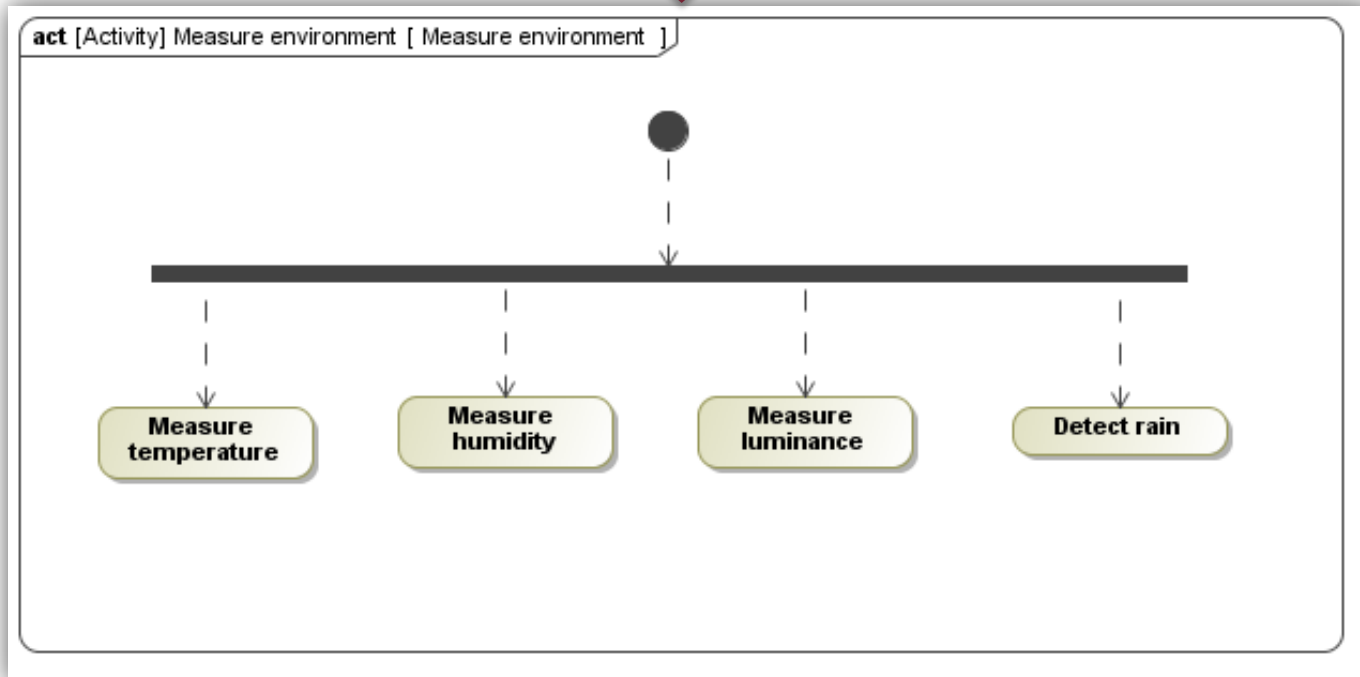 act [Activity] Measure environment [ Measure environment ]
Measure
temperature
Measure
humidity
Measure
luminance
Detect rain